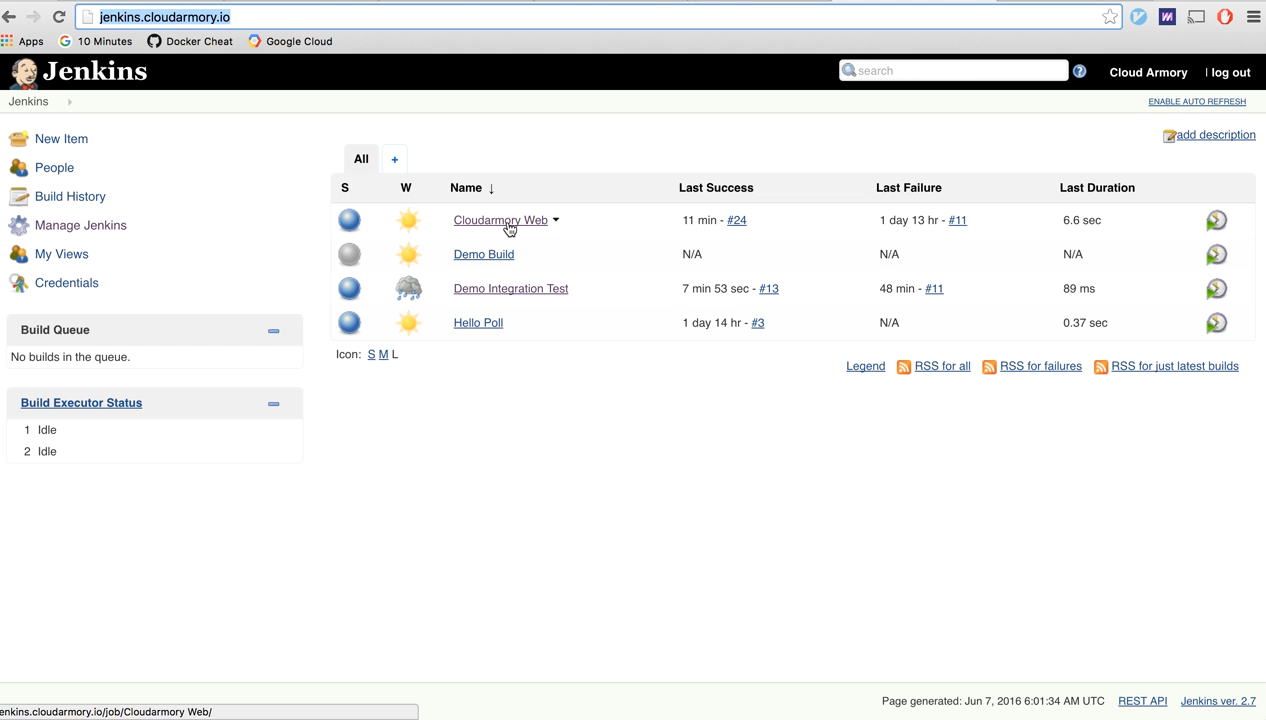 jenkins.cloudarmory.io
Apps 10 Minutes Docker Cheat Google Cloud
Jenkins search Cloud Armory | log out
Jenkins ENABLE AUTO REFRESH
add description
New Item
People
Build History
Manage Jenkins
My Views
Credentials
Build Queue
No builds in the queue.
Build Executor Status
1 Idle
2 Idle
All +
S W Name ↓ Last Success Last Failure Last Duration
Cloudarmory Web 11 min - #24 1 day 13 hr - #11 6.6 sec
Demo Build N/A N/A N/A
Demo Integration Test 7 min 53 sec - #13 48 min - #11 89 ms
Hello Poll 1 day 14 hr - #3 N/A 0.37 sec
Icon: S M L
Legend RSS for all RSS for failures RSS for just latest builds
Page generated: Jun 7, 2016 6:01:34 AM UTC REST API Jenkins ver. 2.7
enkins.cloudarmory.io/job/Cloudarmory Web/